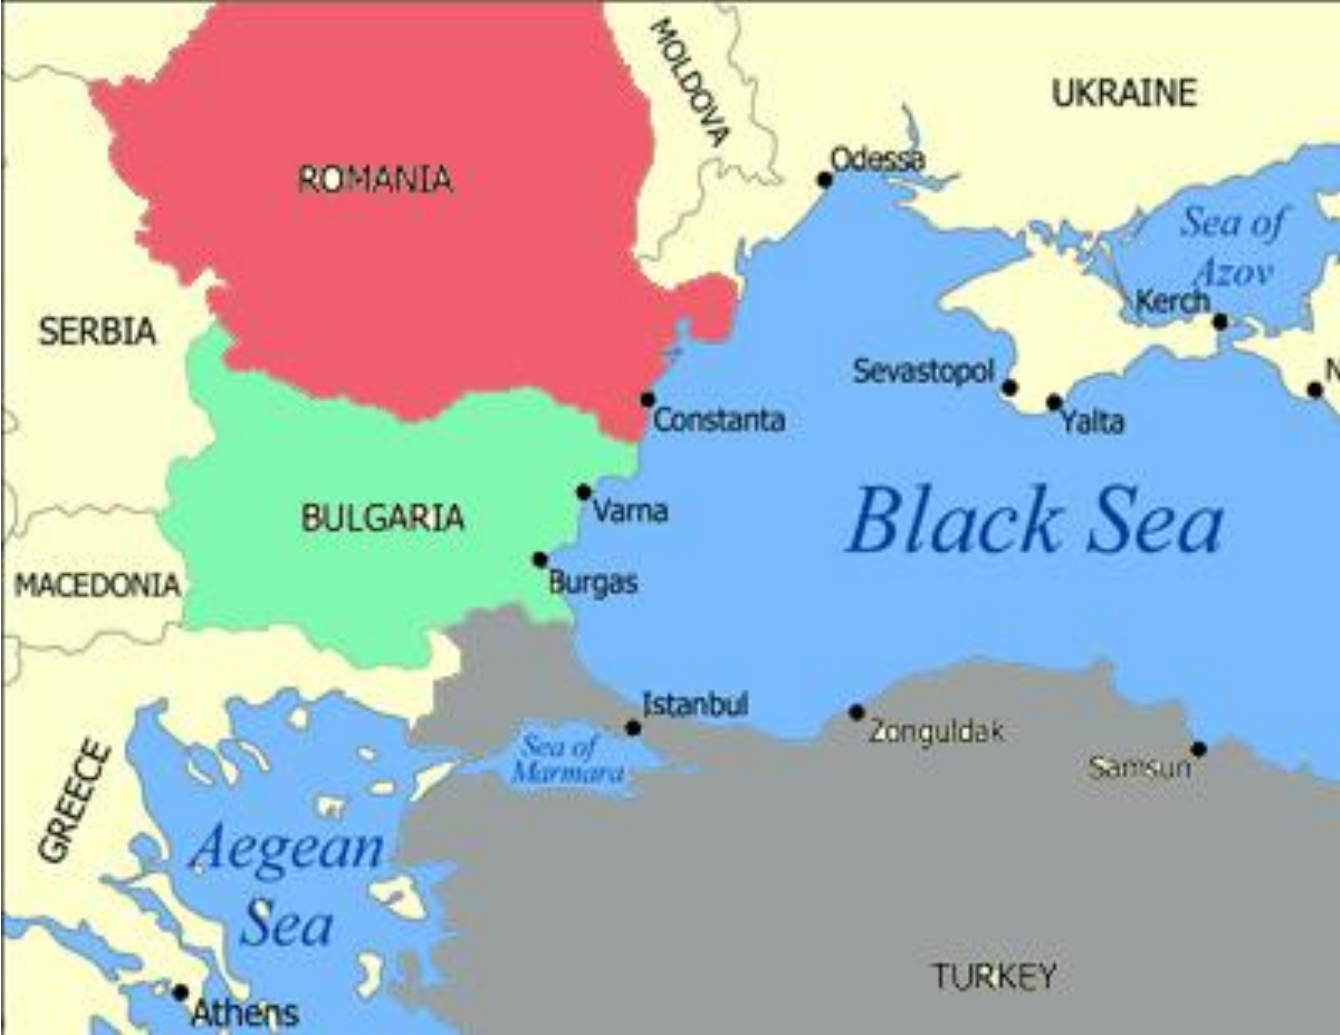 MOLDOVA
UKRAINE
Odessa
ROMANIA
Sea of
Azov
Kerch
SERBIA
Sevastopol
N
Constanta
Yalta
BULGARIA
Varna
Black Sea
MACEDONIA
Burgas
Istanbul
Zonguldak
Sea of
Marmara
Samsun
GREECE
Aegean
Sea
TURKEY
Athens